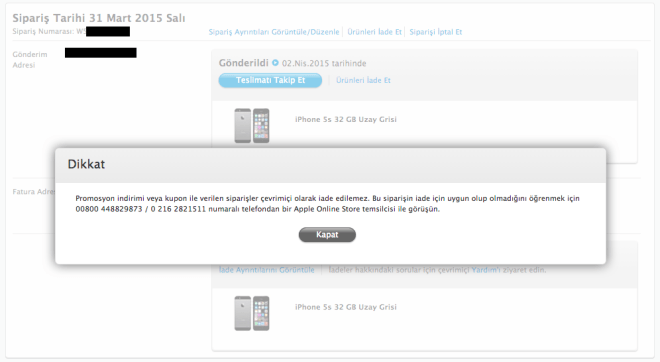 Sipariş Tarihi 31 Mart 2015 Salı
Sipariş Numarası: W5
Sipariş Ayrıntıları Görüntüle/Düzenle | Ürünleri İade Et | Siparişi İptal Et
Gönderim
Adresi
Gönderildi 02.Nis.2015 tarihinde
Teslimatı Takip Et | Ürünleri İade Et
iPhone 5s 32 GB Uzay Grisi
Dikkat
Fatura Adre
Promosyon indirimi veya kupon ile verilen siparişler çevrimiçi olarak iade edilemez. Bu siparişin iade için uygun olup olmadığını öğrenmek için
00800 448829873 / 0 216 2821511 numaralı telefondan bir Apple Online Store temsilcisi ile görüşün.
Kapat
İade Ayrıntılarını Görüntüle | İadeler hakkındaki sorular için çevrimiçi Yardım'ı ziyaret edin.
iPhone 5s 32 GB Uzay Grisi